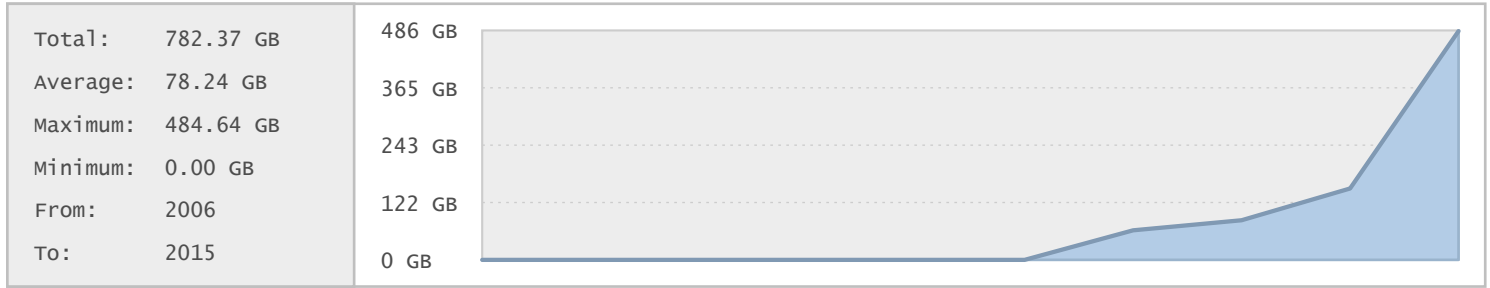 Total: 782.37 GB
Average: 78.24 GB
Maximum: 484.64 GB
Minimum: 0.00 GB
From: 2006
To: 2015
486 GB
365 GB
243 GB
122 GB
0 GB